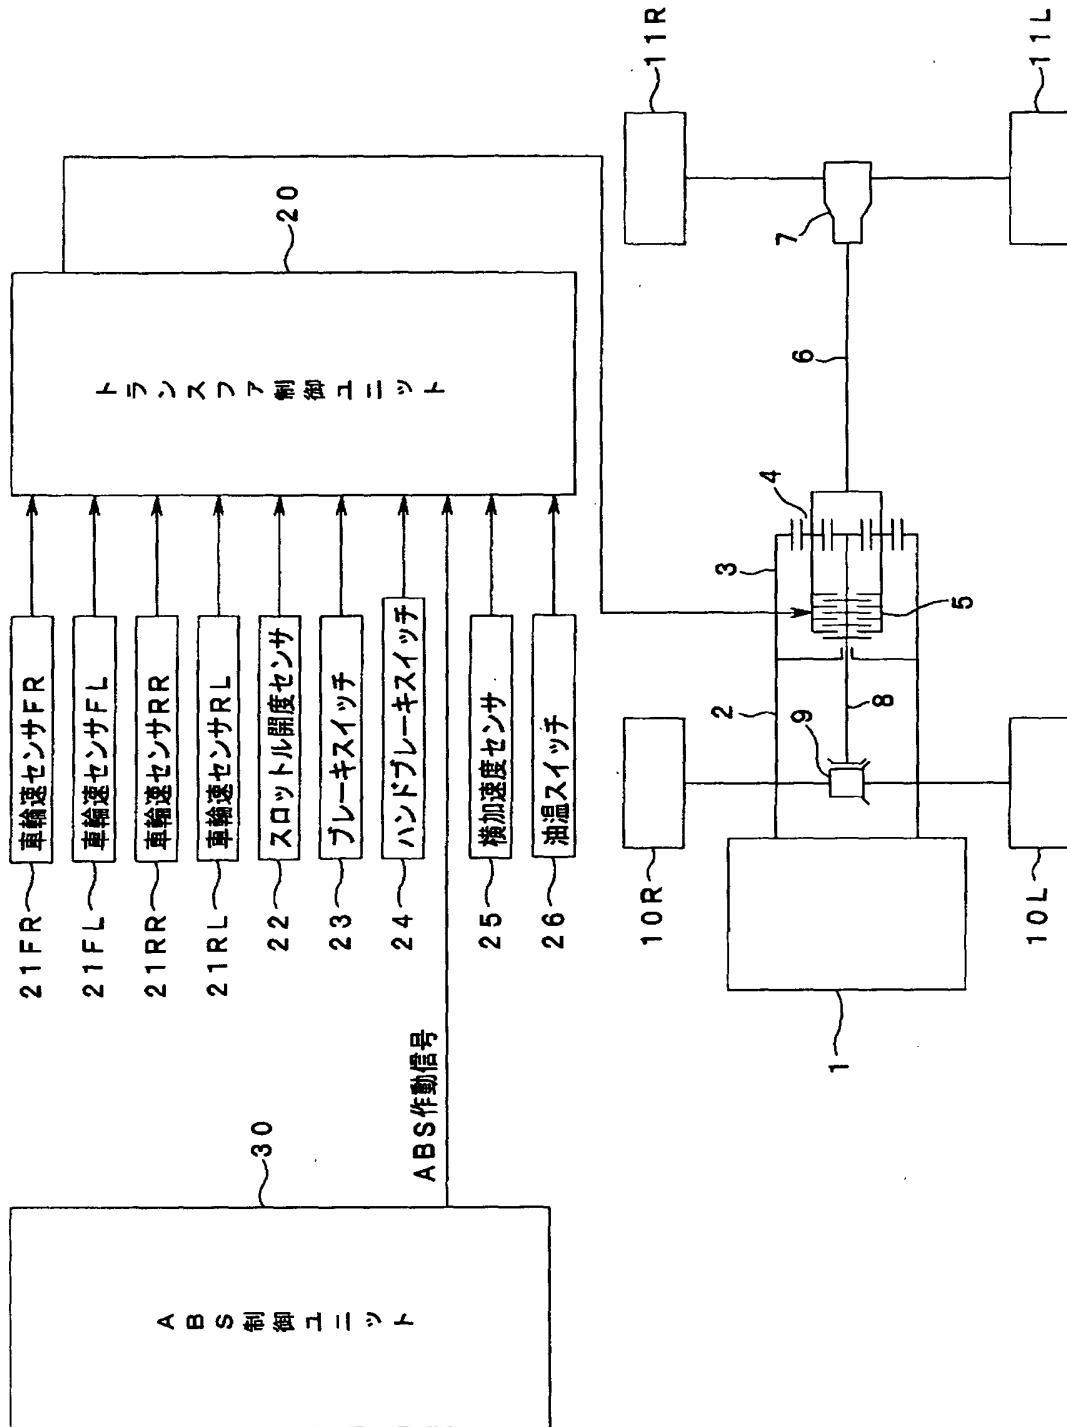 ABS制御ユニット
30
ABS作動信号
21FR
車輪速センサFR
21FL
車輪速センサFL
21RR
車輪速センサRR
21RL
車輪速センサRL
22
スロットル開度センサ
23
ブレーキスイッチ
24
ハンドブレーキスイッチ
25
横加速度センサ
26
油温スイッチ
トランスファ制御ユニット
20
1
10R
10L
2
9
8
3
4
5
6
7
11R
11L